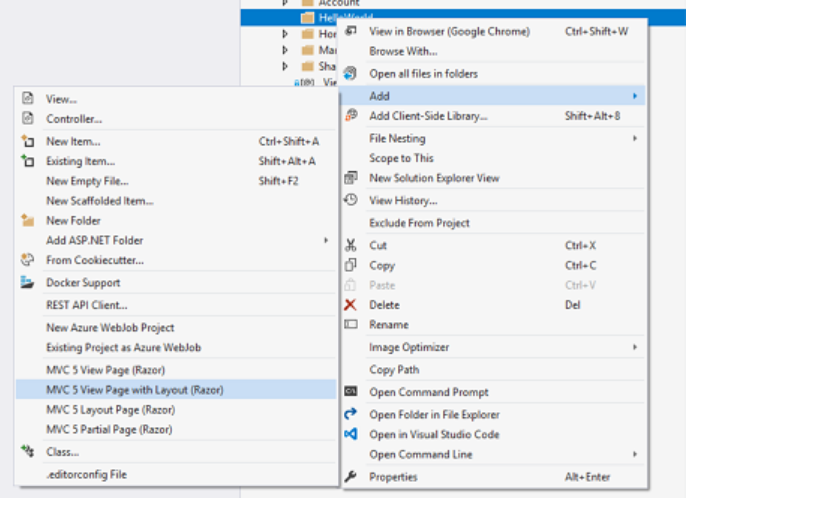 Account
HelloWorld
View in Browser (Google Chrome) Ctrl+Shift+W
Browse With...
Open all files in folders
Add
Add Client-Side Library... Shift+Alt+8
File Nesting
Scope to This
New Solution Explorer View
View History...
Exclude From Project
Cut Ctrl+X
Copy Ctrl+C
Paste Ctrl+V
Delete Del
Rename
Image Optimizer
Copy Path
Open Command Prompt
Open Folder in File Explorer
Open in Visual Studio Code
Open Command Line
Properties Alt+Enter
View...
Controller...
New Item... Ctrl+Shift+A
Existing Item... Shift+Alt+A
New Empty File... Shift+F2
New Scaffolded Item...
New Folder
Add ASP.NET Folder
From Cookiecutter...
Docker Support
REST API Client...
New Azure WebJob Project
Existing Project as Azure WebJob
MVC 5 View Page (Razor)
MVC 5 View Page with Layout (Razor)
MVC 5 Layout Page (Razor)
MVC 5 Partial Page (Razor)
Class...
.editorconfig File